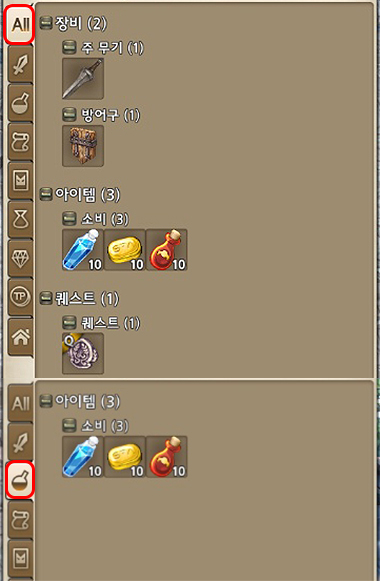 All
장비 (2)
주 무기 (1)
방어구 (1)
아이템 (3)
소비 (3)
10 10 10
퀘스트 (1)
TP
퀘스트 (1)
All
아이템 (3)
소비 (3)
10 10 10